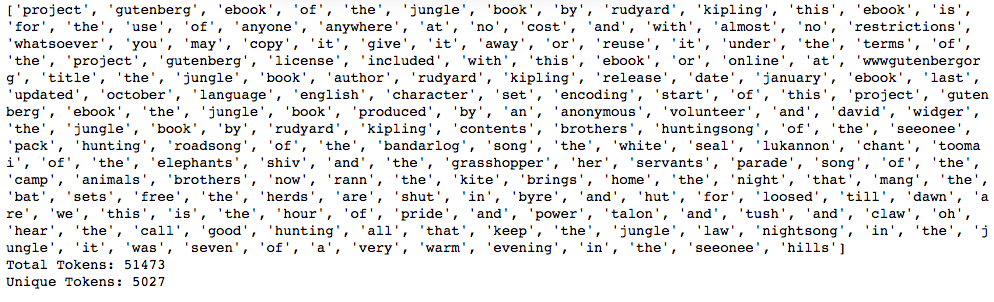 ['project', 'gutenberg', 'ebook', 'of', 'the', 'jungle', 'book', 'by', 'rudyard', 'kipling', 'this', 'ebook', 'is',
'for', 'the', 'use', 'of', 'anyone', 'anywhere', 'at', 'no', 'cost', 'and', 'with', 'almost', 'no', 'restrictions',
'whatsoever', 'you', 'may', 'copy', 'it', 'give', 'it', 'away', 'or', 'reuse', 'it', 'under', 'the', 'terms', 'of',
'the', 'project', 'gutenberg', 'license', 'included', 'with', 'this', 'ebook', 'or', 'online', 'at', 'wwwgutenbergor
g', 'title', 'the', 'jungle', 'book', 'author', 'rudyard', 'kipling', 'release', 'date', 'january', 'ebook', 'last',
'updated', 'october', 'language', 'english', 'character', 'set', 'encoding', 'start', 'of', 'this', 'project', 'guten
berg', 'ebook', 'the', 'jungle', 'book', 'produced', 'by', 'an', 'anonymous', 'volunteer', 'and', 'david', 'widger',
'the', 'jungle', 'book', 'by', 'rudyard', 'kipling', 'contents', 'brothers', 'huntingsong', 'of', 'the', 'seeonee',
'pack', 'hunting', 'roadsong', 'of', 'the', 'bandarlog', 'song', 'the', 'white', 'seal', 'lukannon', 'chant', 'tooma
i', 'of', 'the', 'elephants', 'shiv', 'and', 'the', 'grasshopper', 'her', 'servants', 'parade', 'song', 'of', 'the',
'camp', 'animals', 'brothers', 'now', 'rann', 'the', 'kite', 'brings', 'home', 'the', 'night', 'that', 'mang', 'the',
'bat', 'sets', 'free', 'the', 'herds', 'are', 'shut', 'in', 'byre', 'and', 'hut', 'for', 'loosed', 'till', 'dawn', 'a
re', 'we', 'this', 'is', 'the', 'hour', 'of', 'pride', 'and', 'power', 'talon', 'and', 'tush', 'and', 'claw', 'oh',
'hear', 'the', 'call', 'good', 'hunting', 'all', 'that', 'keep', 'the', 'jungle', 'law', 'nightsong', 'in', 'the', 'j
ungle', 'it', 'was', 'seven', 'of', 'a', 'very', 'warm', 'evening', 'in', 'the', 'seeonee', 'hills']
Total Tokens: 51473
Unique Tokens: 5027